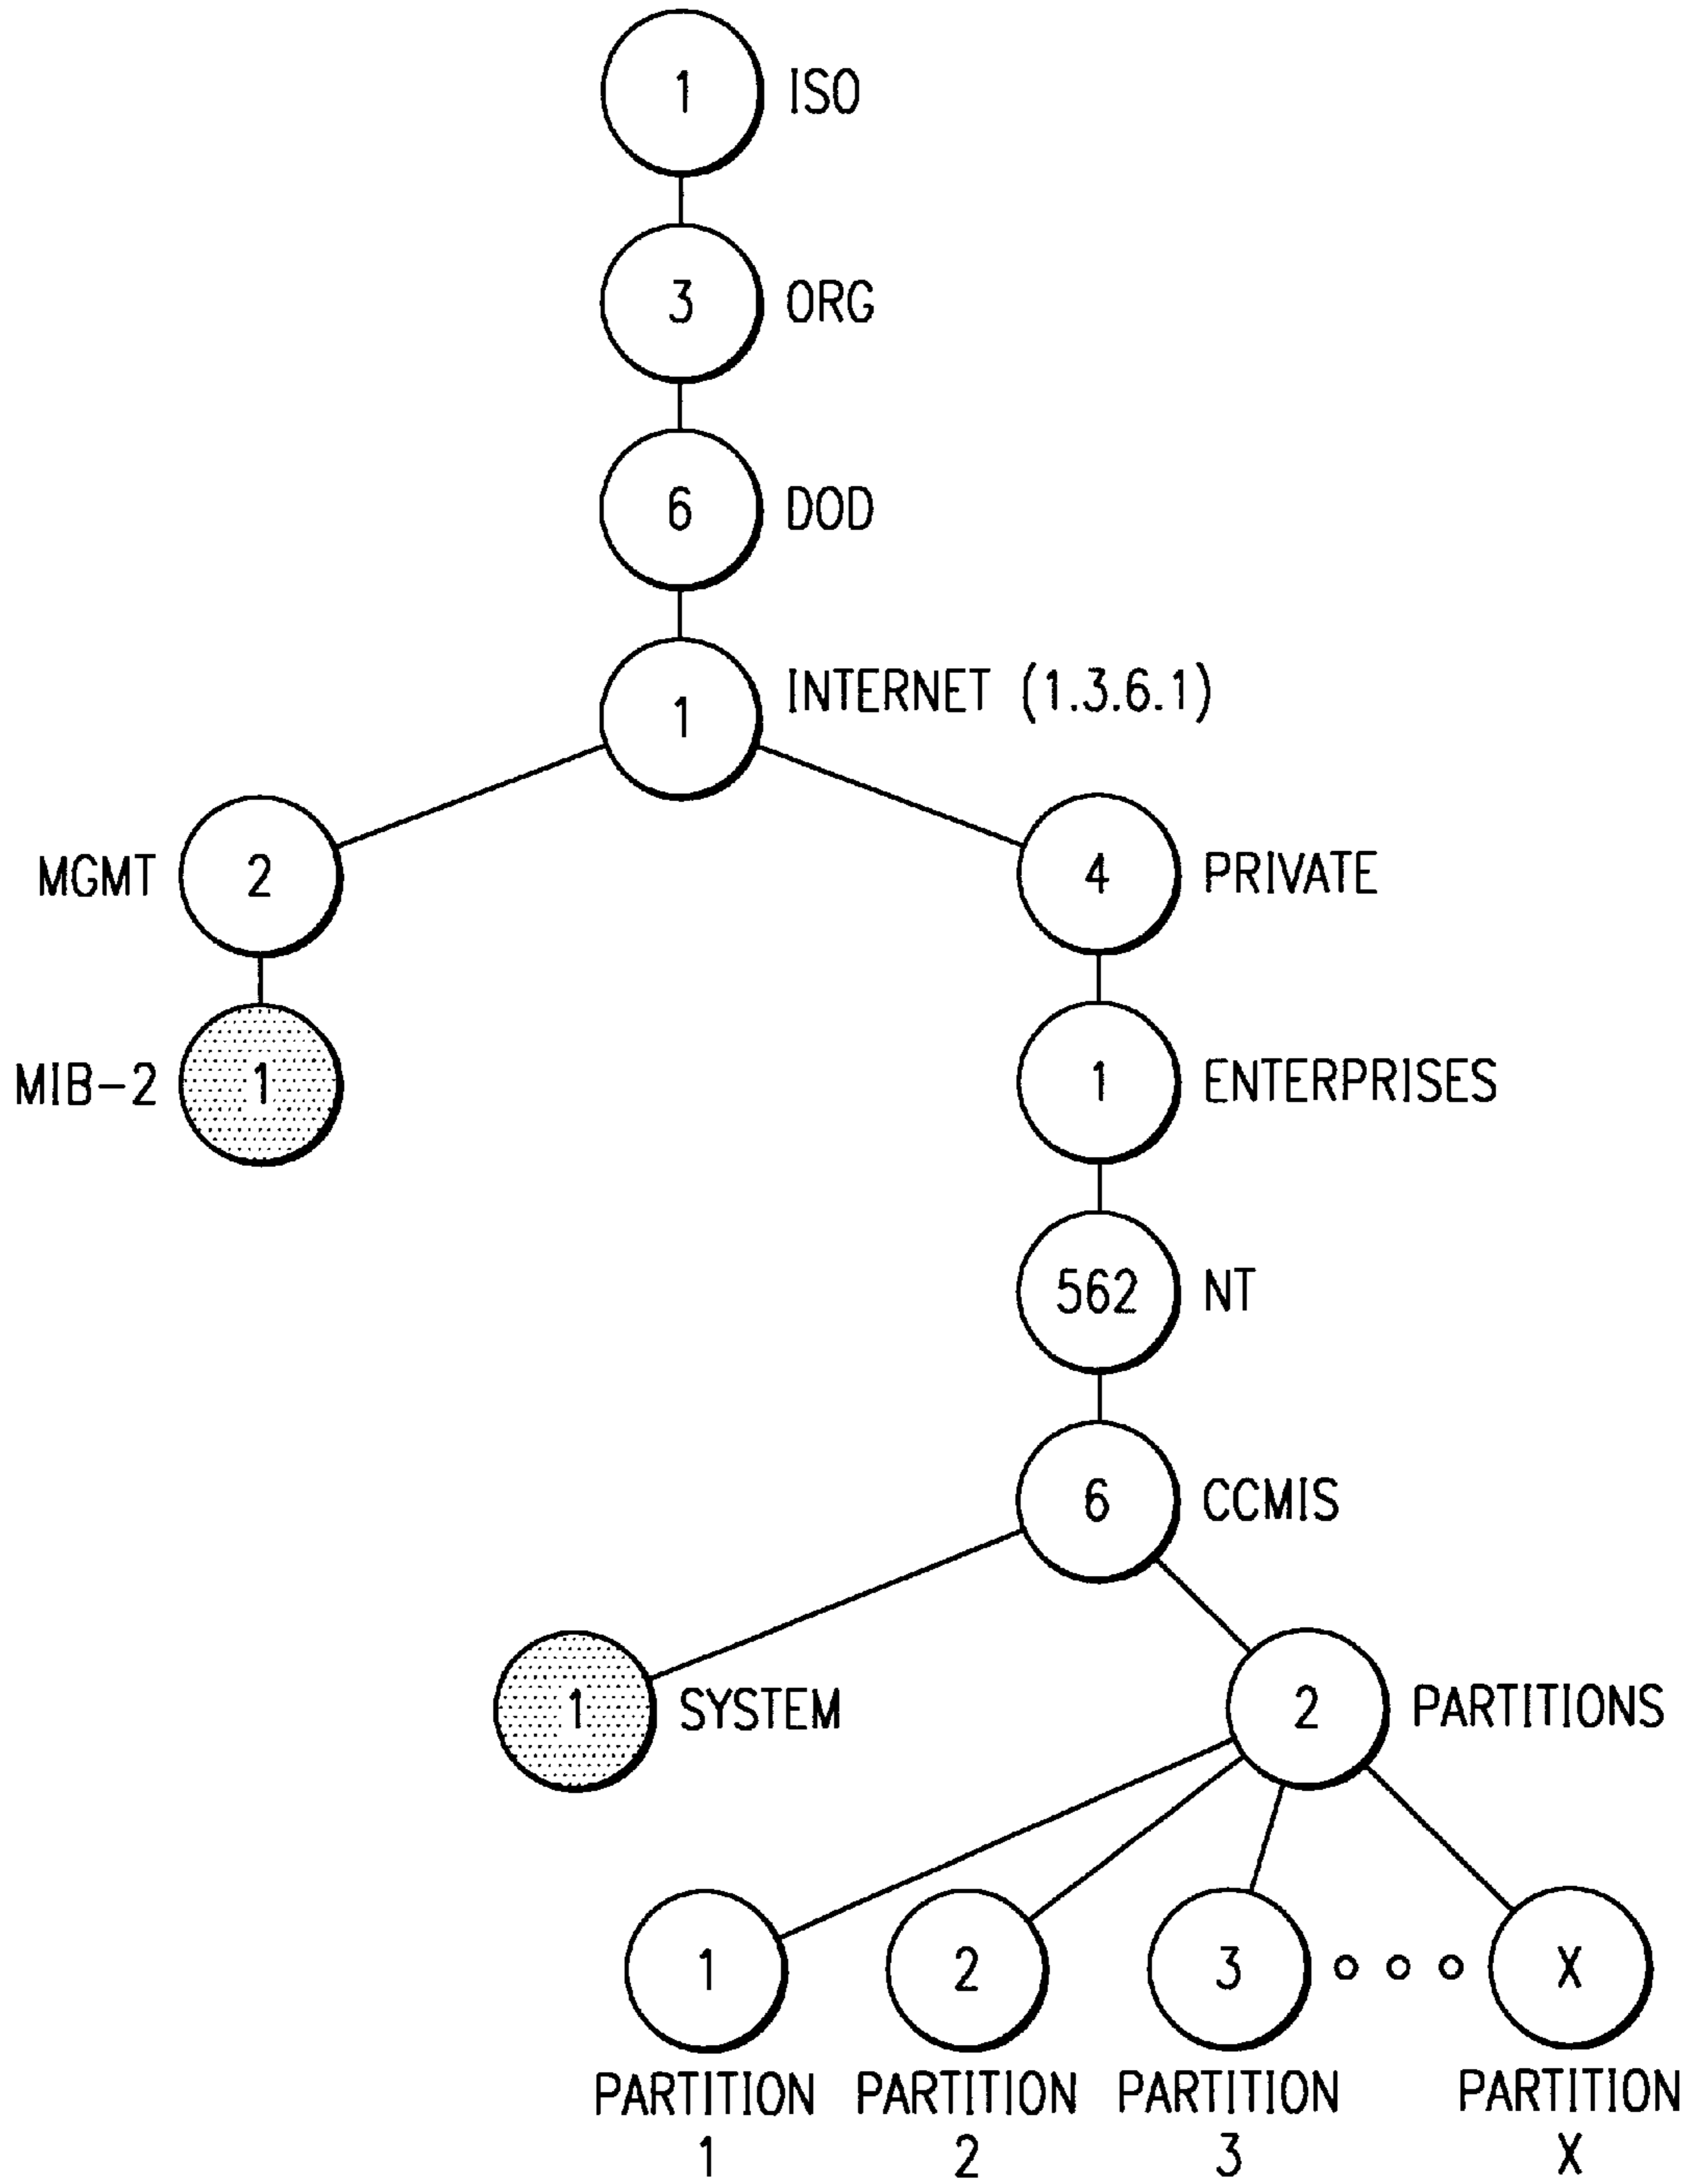 1 ISO
3 ORG
6 DOD
1 INTERNET (1.3.6.1)
MGMT 2
4 PRIVATE
MIB-2 1
1 ENTERPRISES
562 NT
6 CCMIS
1 SYSTEM
2 PARTITIONS
1 2 3 X
PARTITION PARTITION PARTITION PARTITION
1 2 3 X